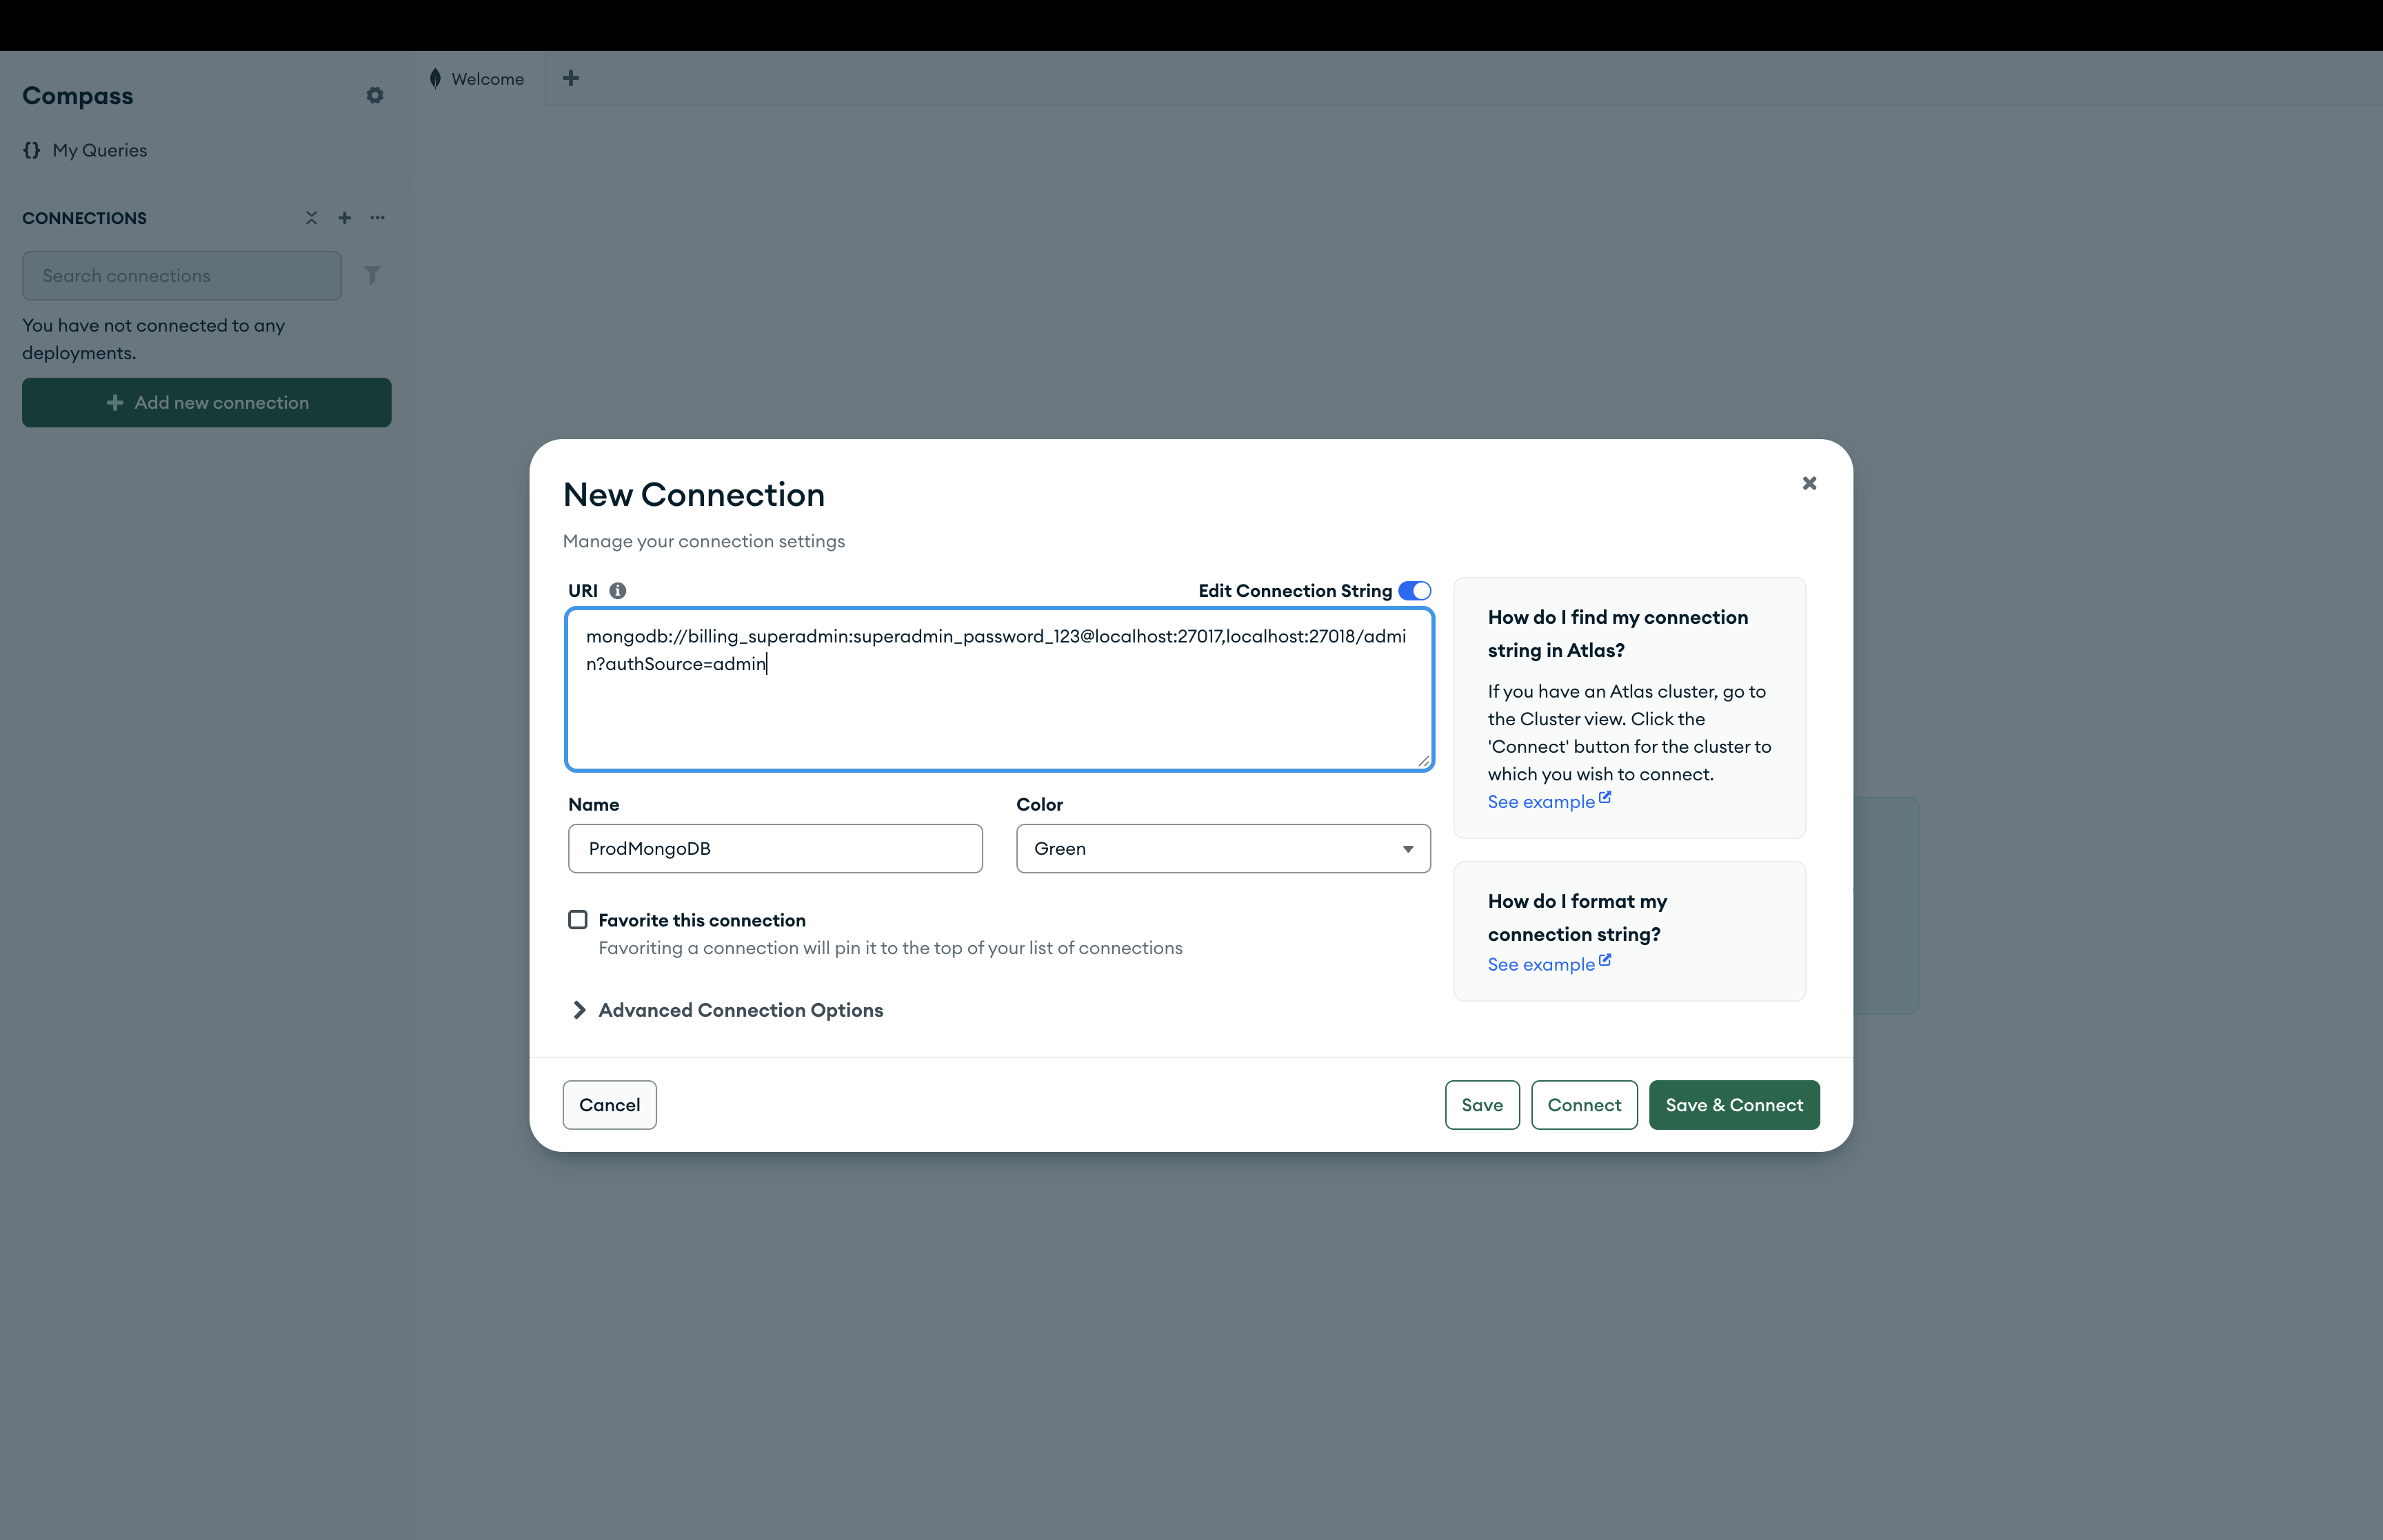 Compass
{} My Queries
CONNECTIONS
Search connections
You have not connected to any
deployments.
Add new connection
Welcome
New Connection
Manage your connection settings
URI
Edit Connection String
mongodb://billing_superadmin:superadmin_password_123@localhost:27017,localhost:27018/admi
n?authSource=admin
Name
Color
ProdMongoDB
Green
Favorite this connection
Favoriting a connection will pin it to the top of your list of connections
Advanced Connection Options
How do I find my connection
string in Atlas?
If you have an Atlas cluster, go to
the Cluster view. Click the
'Connect' button for the cluster to
which you wish to connect.
See example
How do I format my
connection string?
See example
Cancel
Save
Connect
Save & Connect